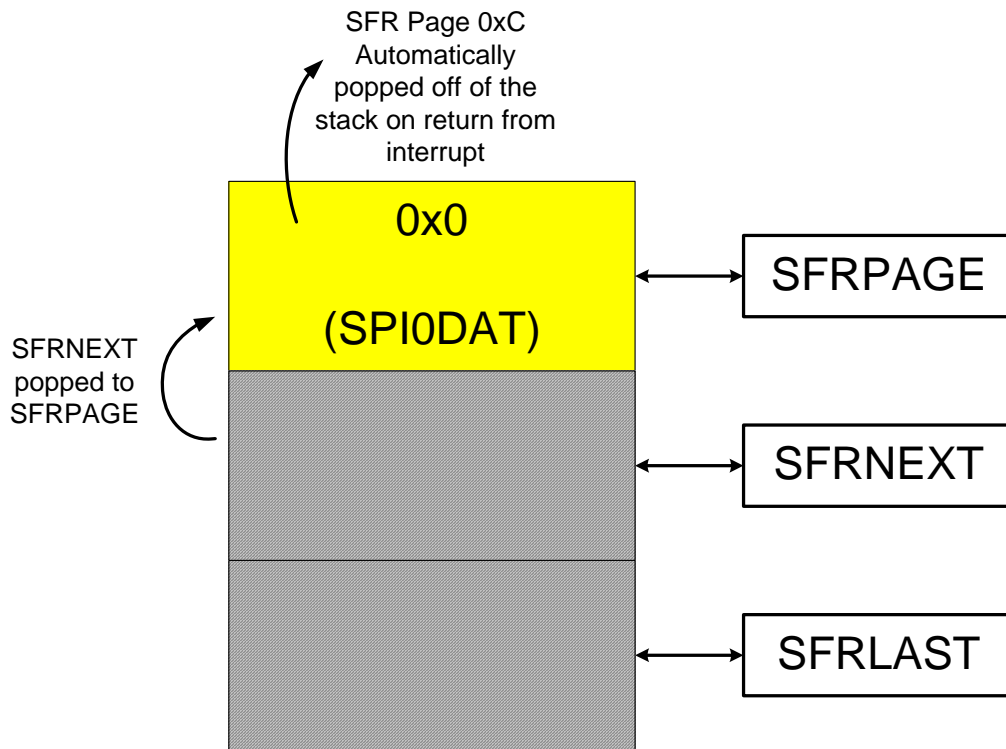 SFR Page 0xC
Automatically
popped off of the
stack on return from
interrupt
0x0
(SPI0DAT)
SFRPAGE
SFRNEXT
popped to
SFRPAGE
SFRNEXT
SFRLAST